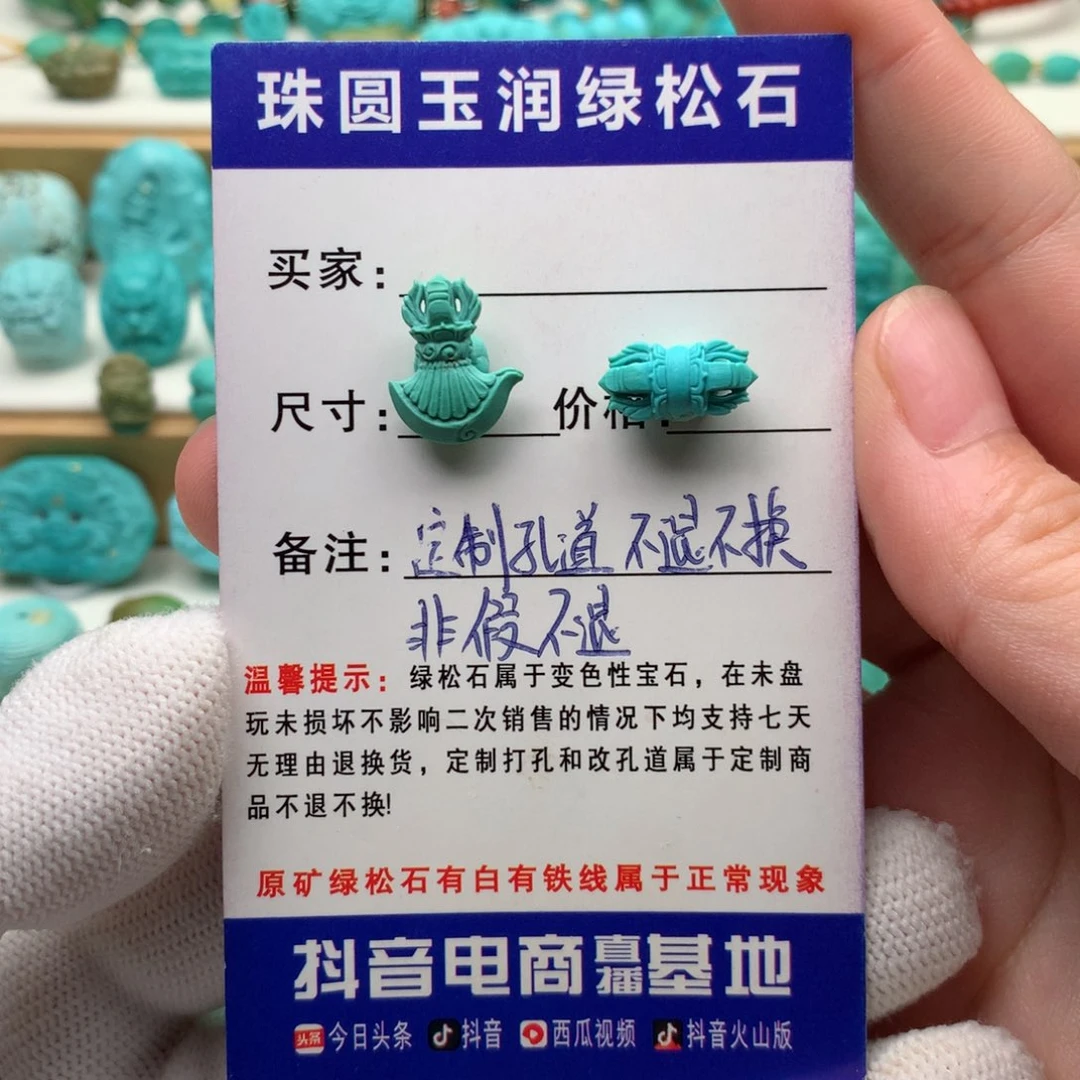 珠圆玉润绿松石
买家：
尺寸： 价格：
备注：定制孔道 不退不换
非假不退
温馨提示：绿松石属于变色性宝石，在未盘
玩未损坏不影响二次销售的情况下均支持七天
无理由退换货，定制打孔和改孔道属于定制商
品不退不换!
原矿绿松石有白有铁线属于正常现象
抖音电商直播基地
头条 今日头条 抖音 西瓜视频 抖音火山版